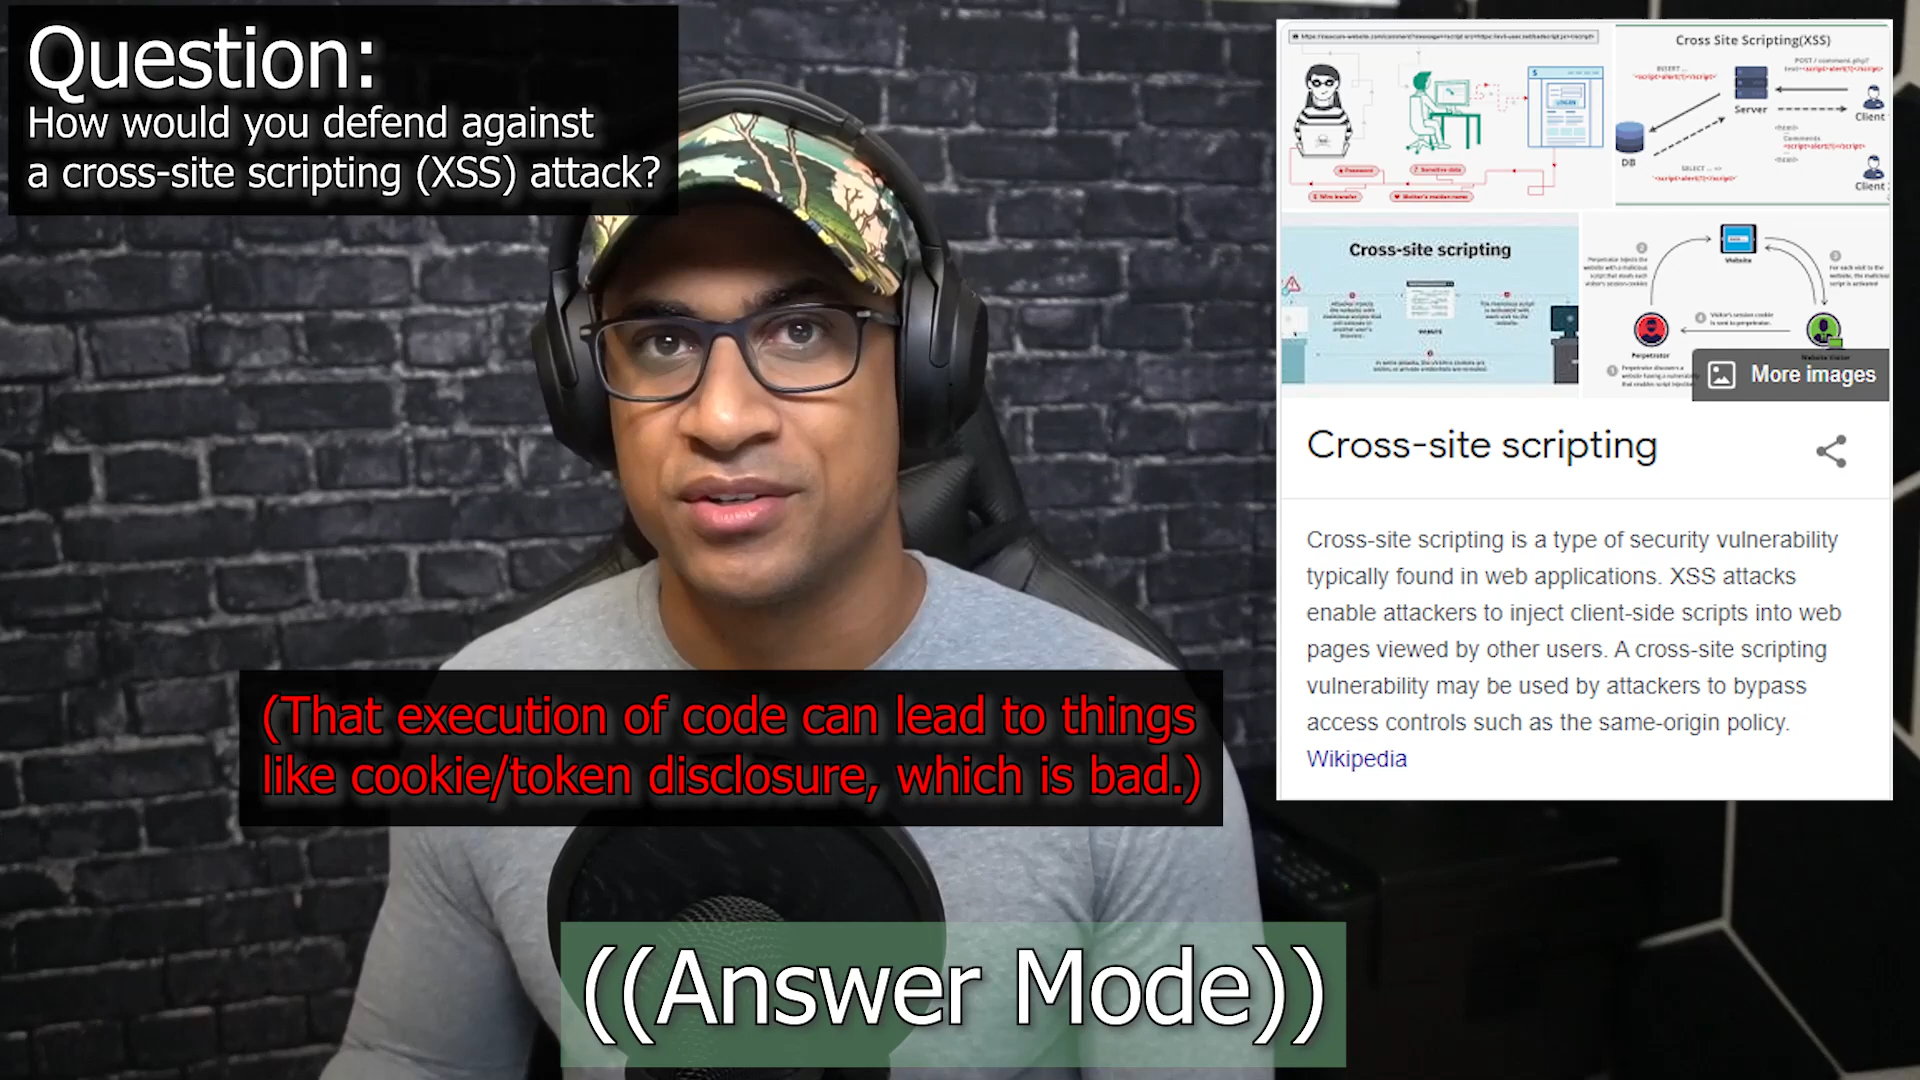 Question:
How would you defend against
a cross-site scripting (XSS) attack?
Cross Site Scripting(XSS)
Server
Client
DB
Client
Cross-site scripting
WEBSITE
Website
Perpetrator
More images
Cross-site scripting
Cross-site scripting is a type of security vulnerability
typically found in web applications. XSS attacks
enable attackers to inject client-side scripts into web
pages viewed by other users. A cross-site scripting
vulnerability may be used by attackers to bypass
access controls such as the same-origin policy.
Wikipedia
(That execution of code can lead to things
like cookie/token disclosure, which is bad.)
((Answer Mode))